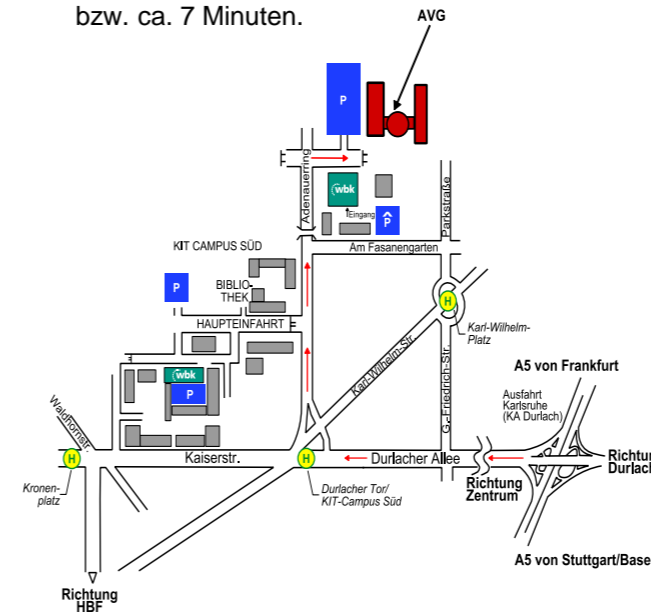 bzw. ca. 7 Minuten.
AVG
P
Adenauerring
wbk
Eingang
P
Parkstraße
KIT CAMPUS SÜD
Am Fasanengarten
P
BIBLIO-
THEK
HAUPTEINFAHRT
H
Karl-Wilhelm-
Platz
Karl-Wilhelm-Str.
G.-Friedrich-Str.
A5 von Frankfurt
Ausfahrt
Karlsruhe
(KA Durlach)
wbk
P
Waldhornstr.
H
Kaiserstr.
H
Durlacher Allee
Richtung
Zentrum
Richtu
Durlac
Kronen-
platz
Durlacher Tor/
KIT-Campus Süd
A5 von Stuttgart/Base
Richtung
HBF